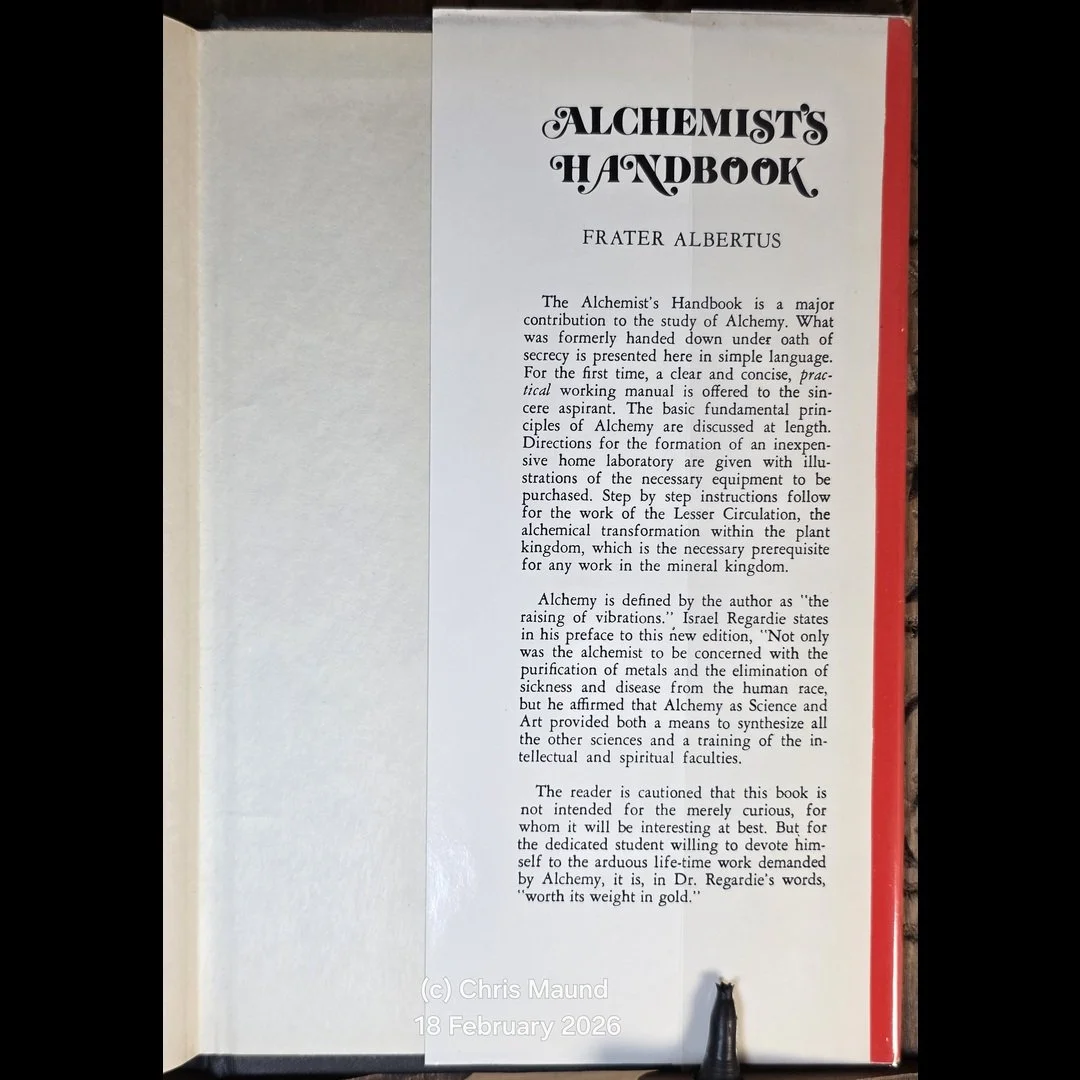 ALCHEMIST'S
HANDBOOK
FRATER ALBERTUS
The Alchemist's Handbook is a major
contribution to the study of Alchemy. What
was formerly handed down under oath of
secrecy is presented here in simple language.
For the first time, a clear and concise, prac-
tical working manual is offered to the sin-
cere aspirant. The basic fundamental prin-
ciples of Alchemy are discussed at length.
Directions for the formation of an inexpen-
sive home laboratory are given with illu-
strations of the necessary equipment to be
purchased. Step by step instructions follow
for the work of the Lesser Circulation, the
alchemical transformation within the plant
kingdom, which is the necessary prerequisite
for any work in the mineral kingdom.
Alchemy is defined by the author as "the
raising of vibrations." Israel Regardie states
in his preface to this new edition, "Not only
was the alchemist to be concerned with the
purification of metals and the elimination of
sickness and disease from the human race,
but he affirmed that Alchemy as Science and
Art provided both a means to synthesize all
the other sciences and a training of the in-
tellectual and spiritual faculties.
The reader is cautioned that this book is
not intended for the merely curious, for
whom it will be interesting at best. But for
the dedicated student willing to devote him-
self to the arduous life-time work demanded
by Alchemy, it is, in Dr. Regardie's words,
"worth its weight in gold."
(c) Chris Maund
18 February 2026